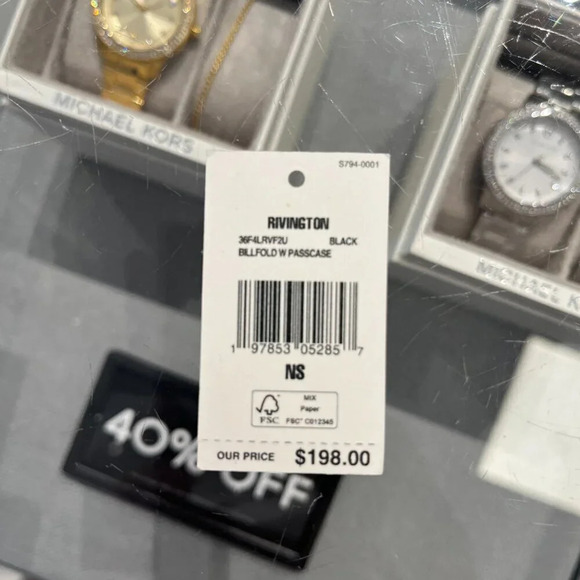 MICHAEL KORS
S794-0001
RIVINGTON
36F4LRVF2U BLACK
BILLFOLD W PASSCASE
1 97853 05285 7
NS
FSC
MIX
Paper
FSC® C012345
OUR PRICE $198.00
40% OFF
MICHAEL K